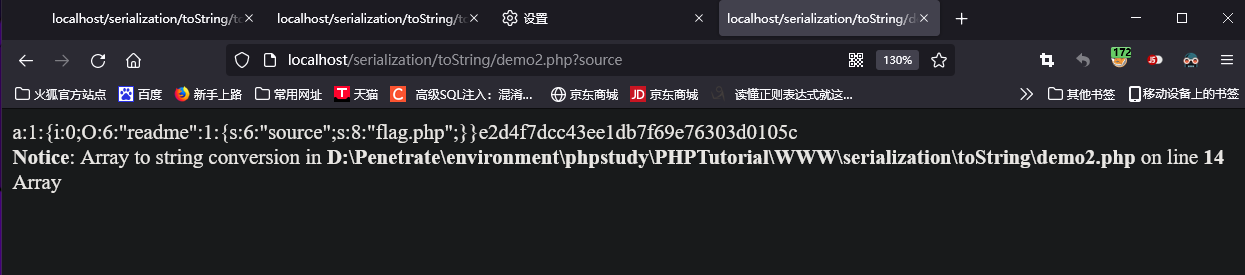 localhost/serialization/toString/to
localhost/serialization/toString/to
设置
localhost/serialization/toString/d
localhost/serialization/toString/demo2.php?source
130%
172
火狐官方站点
百度
新手上路
常用网址
天猫
高级SQL注入：混淆...
京东商城
JD 京东商城
读懂正则表达式就这...
其他书签
移动设备上的书签
a:1:{i:0;O:6:"readme":1:{s:6:"source";s:8:"flag.php";}}e2d4f7dcc43ee1db7f69e76303d0105c
Notice: Array to string conversion in D:\Penetrate\environment\phpstudy\PHPTutorial\WWW\serialization\toString\demo2.php on line 14
Array